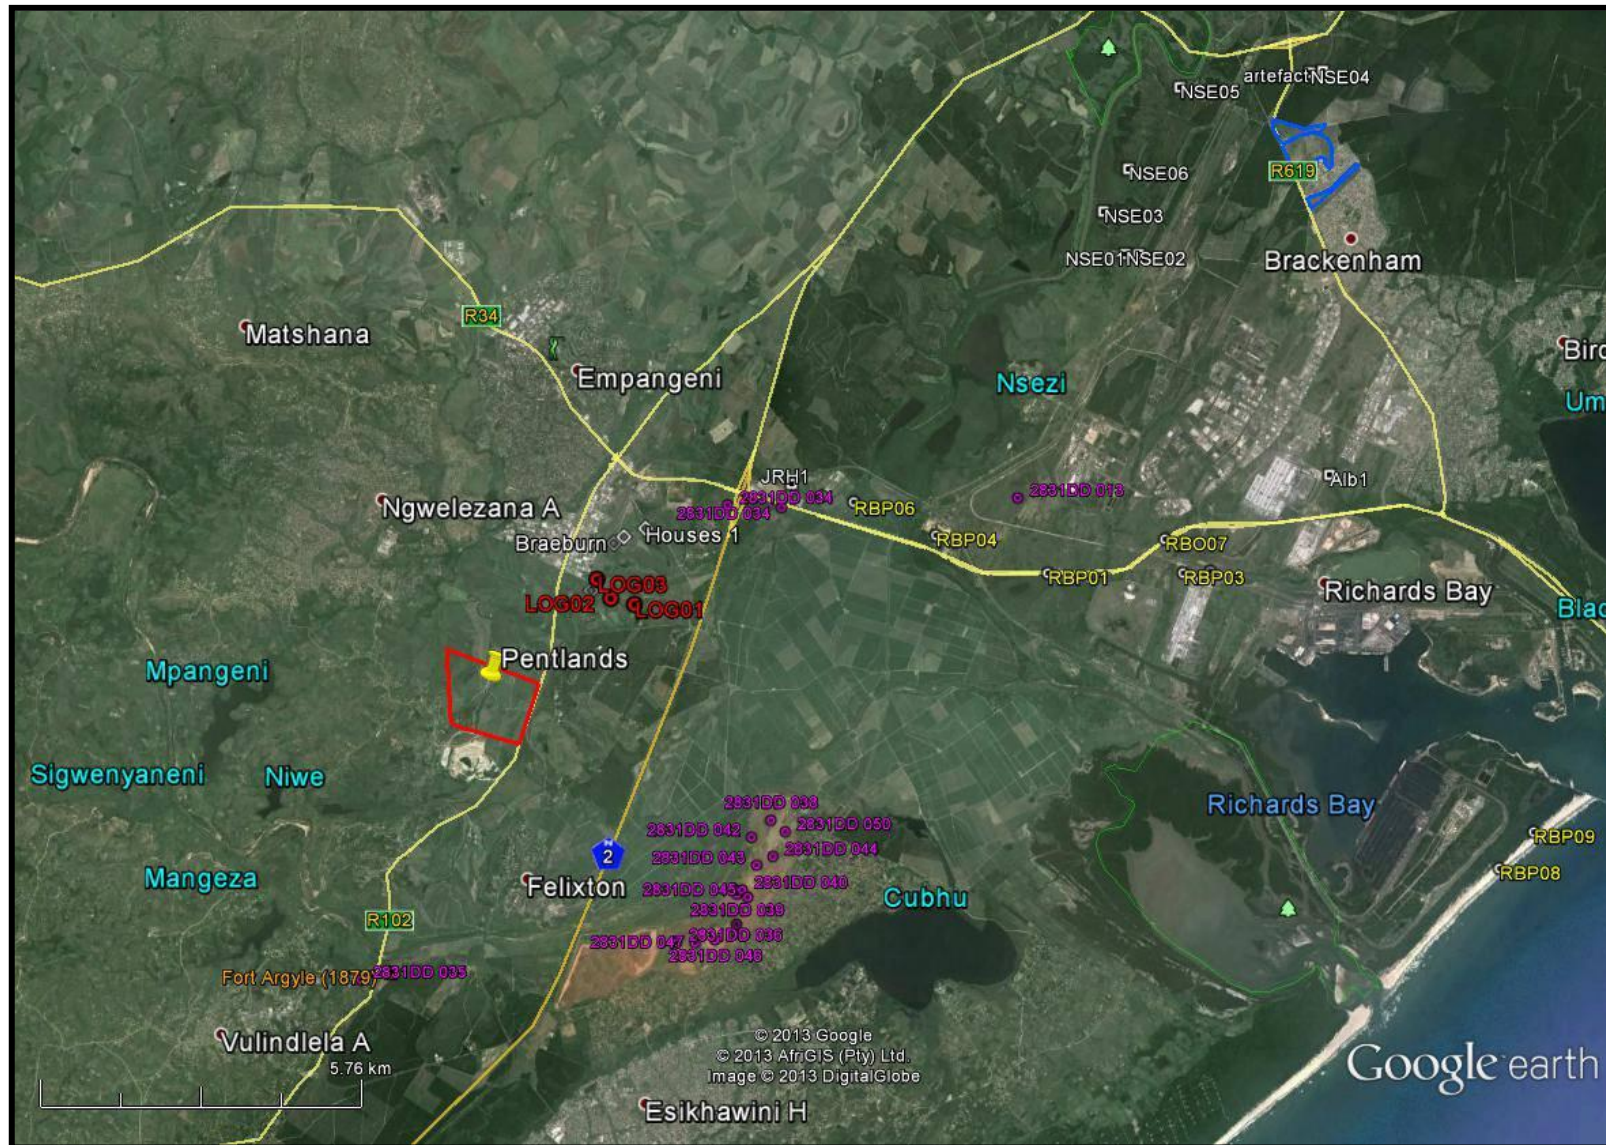 artefact
NSE04
NSE05
NSE06
R619
NSE03
NSE01
NSE02
Brackenham
R34
Matshana
Bird
Empangeni
Nsezi
Um
JRH1
2831DD 034
2831DD 034
2831DD 013
Alb1
Ngwelezana A
RBP06
Braeburn
Houses 1
RBP04
RBO07
LOG03
LOG02
LOG01
RBP01
RBP03
Richards Bay
Blac
Pentlands
Mpangeni
Sigwenyaneni
Niwe
2831DD 038
2831DD 042
2831DD 050
2831DD 043
2831DD 044
Richards Bay
RBP09
RBP08
N
2
Mangeza
Felixton
2831DD 045
2831DD 040
Cubhu
2831DD 039
R102
2831DD 036
2831DD 047
2831DD 046
Fort Argyle (1879)
2831DD 035
Vulindlela A
5.76 km
© 2013 Google
© 2013 AfriGIS (Pty) Ltd.
Image © 2013 DigitalGlobe
Google earth
Esikhawini H